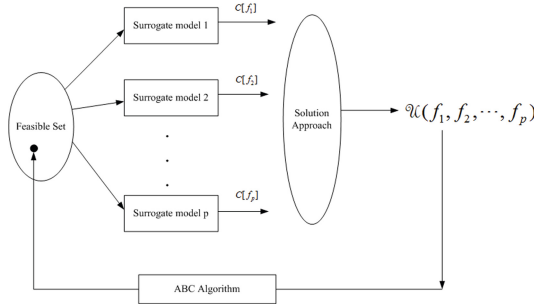 Surrogate model 1
C[f₁]
Surrogate model 2
C[f₂]
Feasible Set
Solution
Approach
𝒰(f₁, f₂, ⋯, fₚ)
.
.
.
Surrogate model p
C[fₚ]
ABC Algorithm